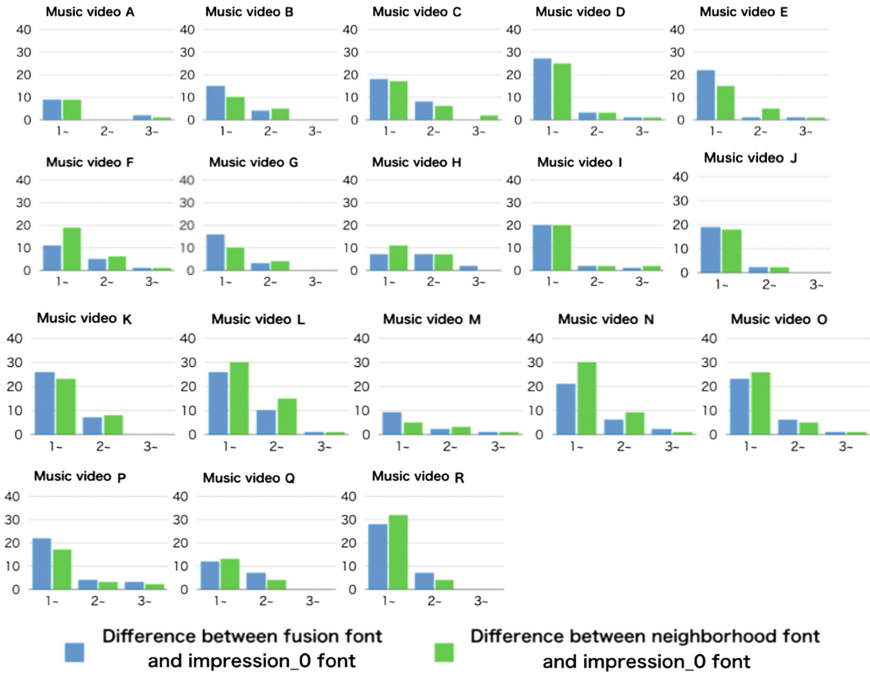 Music video A
Music video B
Music video C
Music video D
Music video E
40 40 40 40 40
30 30 30 30 30
20 20 20 20 20
10 10 10 10 10
0 0 0 0 0
1~ 2~ 3~ 1~ 2~ 3~ 1~ 2~ 3~ 1~ 2~ 3~ 1~ 2~ 3~
Music video F
Music video G
Music video H
Music video I
Music video J
40 40 40 40 40
30 30 30 30 30
20 20 20 20 20
10 10 10 10 10
0 0 0 0 0
1~ 2~ 3~ 1~ 2~ 3~ 1~ 2~ 3~ 1~ 2~ 3~ 1~ 2~ 3~
Music video K
Music video L
Music video M
Music video N
Music video O
40 40 40 40 40
30 30 30 30 30
20 20 20 20 20
10 10 10 10 10
0 0 0 0 0
1~ 2~ 3~ 1~ 2~ 3~ 1~ 2~ 3~ 1~ 2~ 3~ 1~ 2~ 3~
Music video P
Music video Q
Music video R
40 40 40
30 30 30
20 20 20
10 10 10
0 0 0
1~ 2~ 3~ 1~ 2~ 3~ 1~ 2~ 3~
Difference between fusion font
and impression_0 font
Difference between neighborhood font
and impression_0 font